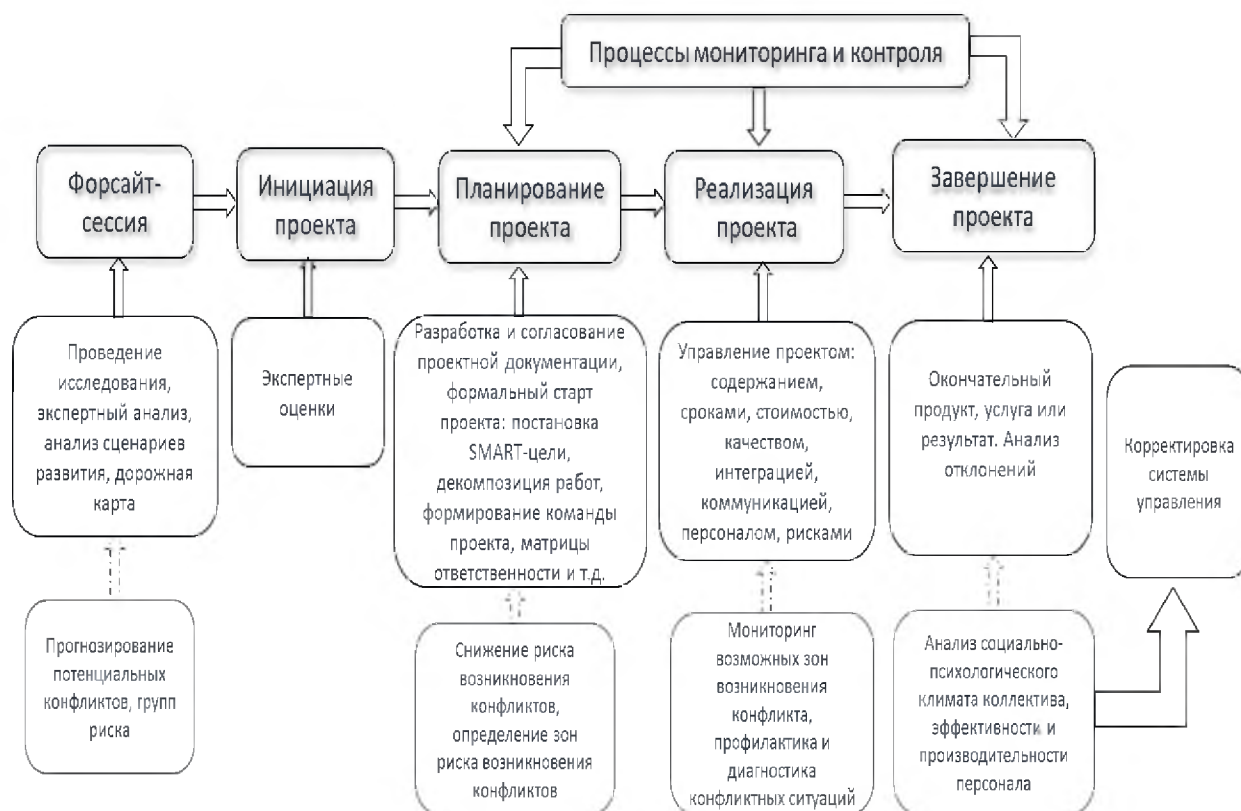 Процессы мониторинга и контроля
Форсайт-
сессия
Инициация
проекта
Планирование
проекта
Реализация
проекта
Завершение
проекта
Проведение
исследования,
экспертный анализ,
анализ сценариев
развития, дорожная
карта
Экспертные
оценки
Разработка и согласование
проектной документации,
формальный старт
проекта: постановка
SMART-цели,
декомпозиция работ,
формирование команды
проекта, матрицы
ответственности и т.д.
Управление проектом:
содержанием,
сроками, стоимостью,
качеством,
интеграцией,
коммуникацией,
персоналом, рисками
Окончательный
продукт, услуга или
результат. Анализ
отклонений
Корректировка
системы
управления
Прогнозирование
потенциальных
конфликтов, групп
риска
Снижение риска
возникновения
конфликтов,
определение зон
риска возникновения
конфликтов
Мониторинг
возможных зон
возникновения
конфликта,
профилактика и
диагностика
конфликтных ситуаций
Анализ социально-
психологического
климата коллектива,
эффективности и
производительности
персонала